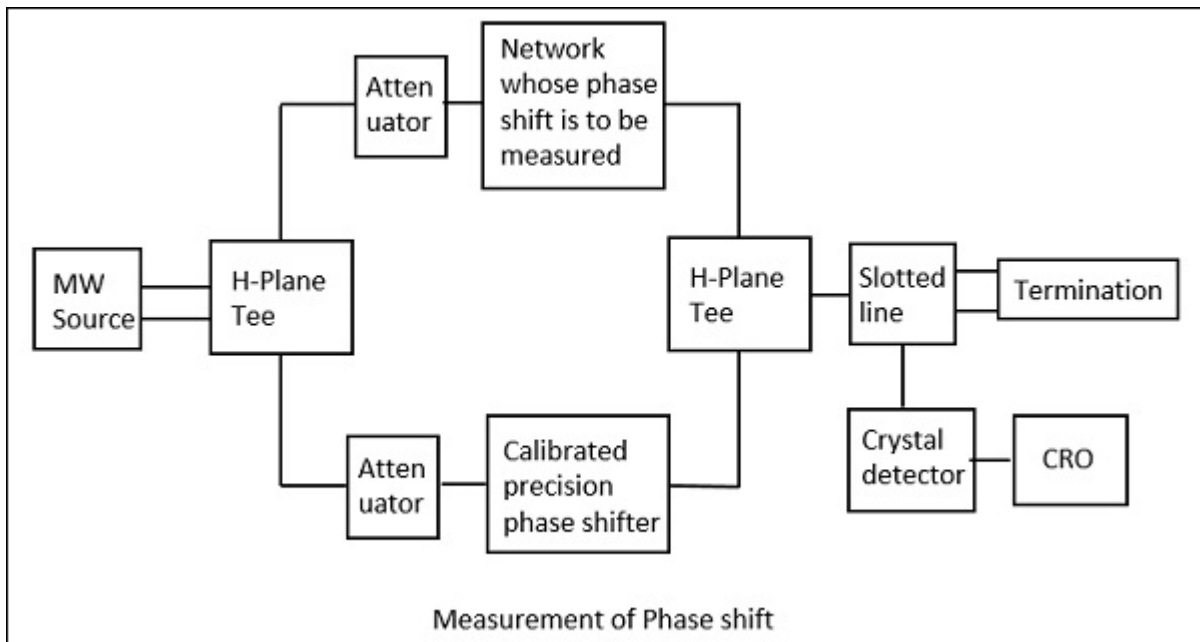 Atten
uator
Network
whose phase
shift is to be
measured
MW
Source
H-Plane
Tee
H-Plane
Tee
Slotted
line
Termination
Atten
uator
Calibrated
precision
phase shifter
Crystal
detector
CRO
Measurement of Phase shift